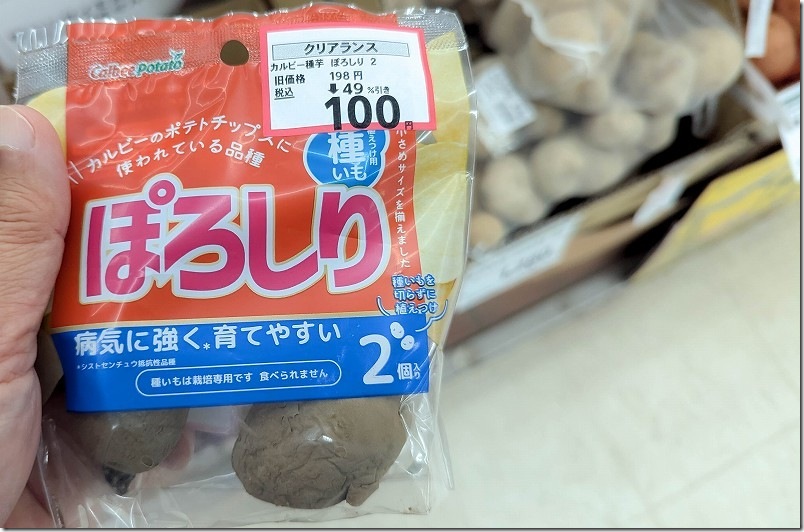 Calbee Potato
クリアランス
カルビー種芋 ぽろしり 2
旧価格 198 円
税込 ⬇49 %引き
100
カルビーのポテトチップスに
使われている品種
種いも
小さめサイズを揃えました
ぽろしり
種いもを
切らずに
植えつけ
病気に強く*育てやすい
*シストセンチュウ抵抗性品種
種いもは栽培専用です 食べられません
2個入り